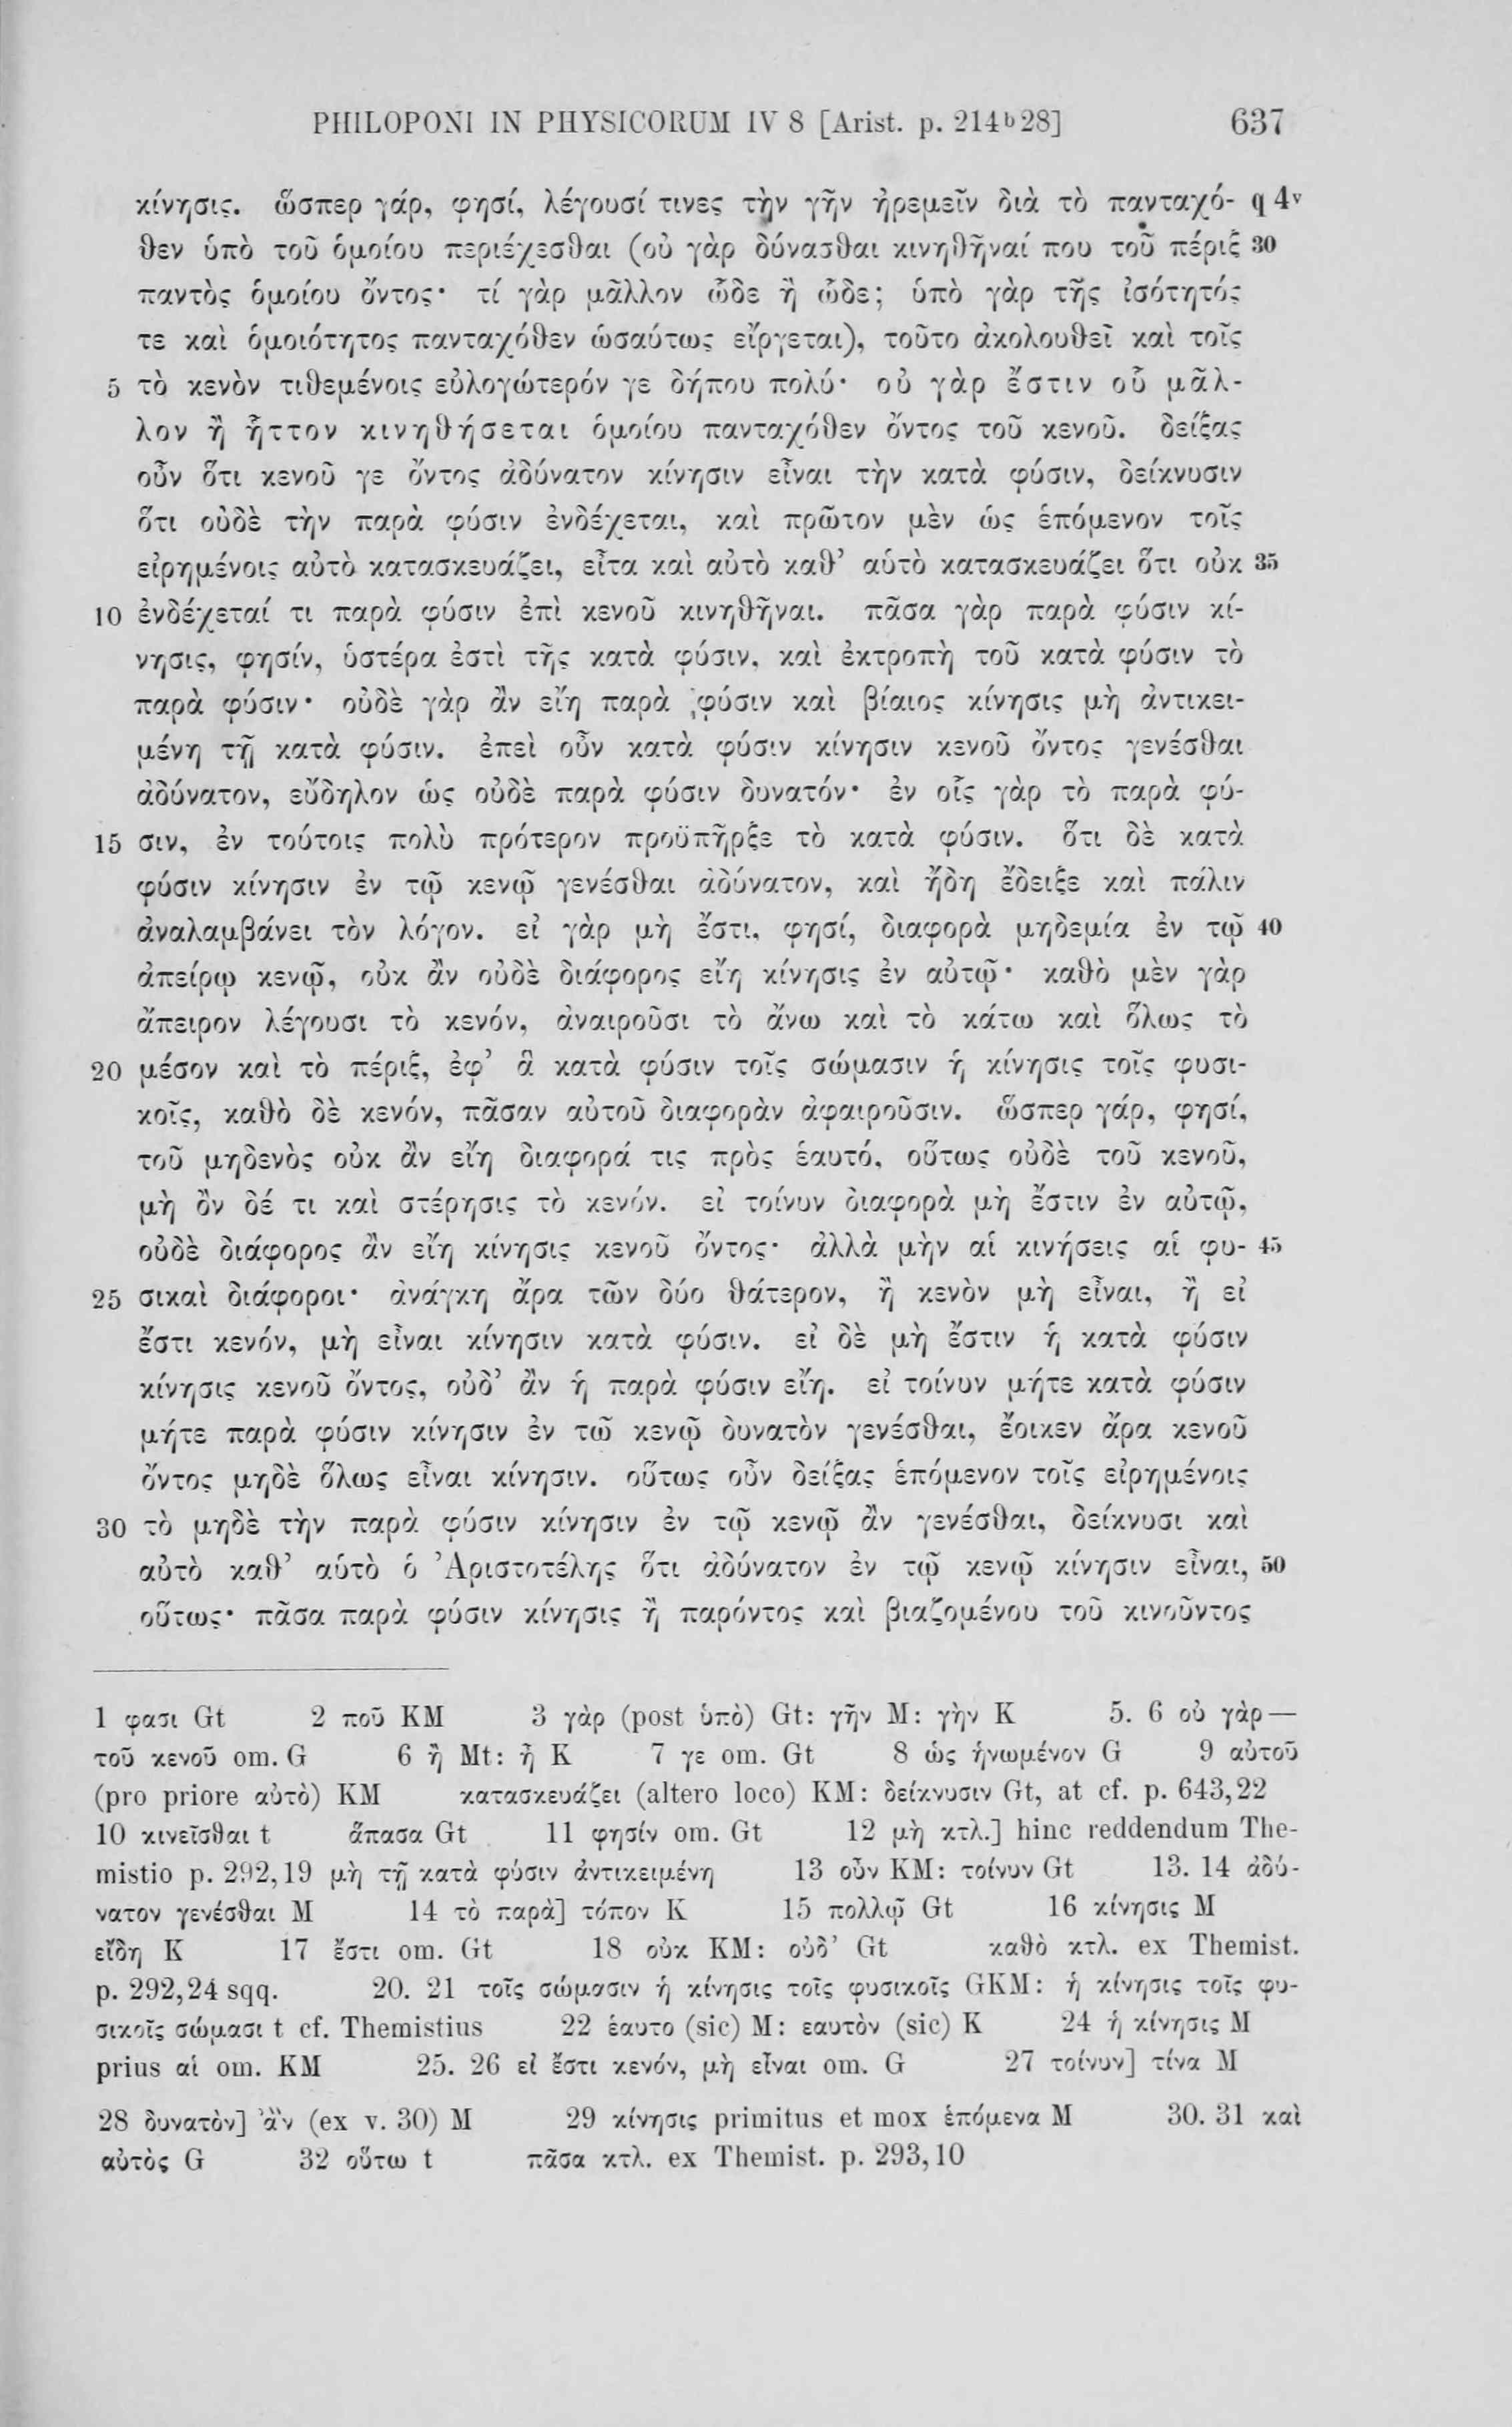 PHILOPONI IN PHYSICORUM IV 8 [Arist. p. 214ᵇ28] 637
κίνησις. ὥσπερ γάρ, φησί, λέγουσί τινες τὴν γῆν ἠρεμεῖν διὰ τὸ πανταχό- q 4ᵛ
θεν ὑπὸ τοῦ ὁμοίου περιέχεσθαι (οὐ γὰρ δύνασθαι κινηθῆναί που τοῦ πέριξ 30
παντὸς ὁμοίου ὄντος· τί γὰρ μᾶλλον ὧδε ἢ ὧδε; ὑπὸ γὰρ τῆς ἰσότητός
τε καὶ ὁμοιότητος πανταχόθεν ὡσαύτως εἴργεται), τοῦτο ἀκολουθεῖ καὶ τοῖς
5 τὸ κενὸν τιθεμένοις εὐλογώτερόν γε δήπου πολύ· οὐ γὰρ ἔστιν οὗ μᾶλ-
λον ἢ ἧττον κινηθήσεται ὁμοίου πανταχόθεν ὄντος τοῦ κενοῦ. δείξας
οὖν ὅτι κενοῦ γε ὄντος ἀδύνατον κίνησιν εἶναι τὴν κατὰ φύσιν, δείκνυσιν
ὅτι οὐδὲ τὴν παρὰ φύσιν ἐνδέχεται, καὶ πρῶτον μὲν ὡς ἑπόμενον τοῖς
εἰρημένοις αὐτὸ κατασκευάζει, εἶτα καὶ αὐτὸ καθ’ αὑτὸ κατασκευάζει ὅτι οὐκ 35
10 ἐνδέχεταί τι παρὰ φύσιν ἐπὶ κενοῦ κινηθῆναι. πᾶσα γὰρ παρὰ φύσιν κί-
νησις, φησίν, ὑστέρα ἐστὶ τῆς κατὰ φύσιν, καὶ ἐκτροπὴ τοῦ κατὰ φύσιν τὸ
παρὰ φύσιν· οὐδὲ γὰρ ἂν εἴη παρὰ φύσιν καὶ βίαιος κίνησις μὴ ἀντικει-
μένη τῇ κατὰ φύσιν. ἐπεὶ οὖν κατὰ φύσιν κίνησιν κενοῦ ὄντος γενέσθαι
ἀδύνατον, εὔδηλον ὡς οὐδὲ παρὰ φύσιν δυνατόν· ἐν οἷς γὰρ τὸ παρὰ φύ-
15 σιν, ἐν τούτοις πολὺ πρότερον προϋπῆρξε τὸ κατὰ φύσιν. ὅτι δὲ κατὰ
φύσιν κίνησιν ἐν τῷ κενῷ γενέσθαι ἀδύνατον, καὶ ἤδη ἔδειξε καὶ πάλιν
ἀναλαμβάνει τὸν λόγον. εἰ γὰρ μὴ ἔστι, φησί, διαφορὰ μηδεμία ἐν τῷ 40
ἀπείρῳ κενῷ, οὐκ ἂν οὐδὲ διάφορος εἴη κίνησις ἐν αὐτῷ· καθὸ μὲν γὰρ
ἄπειρον λέγουσι τὸ κενόν, ἀναιροῦσι τὸ ἄνω καὶ τὸ κάτω καὶ ὅλως τὸ
20 μέσον καὶ τὸ πέριξ, ἐφ’ ἃ κατὰ φύσιν τοῖς σώμασιν ἡ κίνησις τοῖς φυσι-
κοῖς, καθὸ δὲ κενόν, πᾶσαν αὐτοῦ διαφορὰν ἀφαιροῦσιν. ὥσπερ γάρ, φησί,
τοῦ μηδενὸς οὐκ ἂν εἴη διαφορά τις πρὸς ἑαυτό, οὕτως οὐδὲ τοῦ κενοῦ,
μὴ ὂν δέ τι καὶ στέρησις τὸ κενόν. εἰ τοίνυν διαφορὰ μὴ ἔστιν ἐν αὐτῷ,
οὐδὲ διάφορος ἂν εἴη κίνησις κενοῦ ὄντος· ἀλλὰ μὴν αἱ κινήσεις αἱ φυ- 45
25 σικαὶ διάφοροι· ἀνάγκη ἄρα τῶν δύο θάτερον, ἢ κενὸν μὴ εἶναι, ἢ εἰ
ἔστι κενόν, μὴ εἶναι κίνησιν κατὰ φύσιν. εἰ δὲ μὴ ἔστιν ἡ κατὰ φύσιν
κίνησις κενοῦ ὄντος, οὐδ’ ἂν ἡ παρὰ φύσιν εἴη. εἰ τοίνυν μήτε κατὰ φύσιν
μήτε παρὰ φύσιν κίνησιν ἐν τῷ κενῷ δυνατὸν γενέσθαι, ἔοικεν ἄρα κενοῦ
ὄντος μηδὲ ὅλως εἶναι κίνησιν. οὕτως οὖν δείξας ἑπόμενον τοῖς εἰρημένοις
30 τὸ μηδὲ τὴν παρὰ φύσιν κίνησιν ἐν τῷ κενῷ ἂν γενέσθαι, δείκνυσι καὶ
αὐτὸ καθ’ αὑτὸ ὁ Ἀριστοτέλης ὅτι ἀδύνατον ἐν τῷ κενῷ κίνησιν εἶναι, 50
οὕτως· πᾶσα παρὰ φύσιν κίνησις ἢ παρόντος καὶ βιαζομένου τοῦ κινοῦντος
1 φασι Gt 2 ποῦ KM 3 γὰρ (post ὑπὸ) Gt: γῆν M: γὴν K 5. 6 οὐ γὰρ—
τοῦ κενοῦ om. G 6 ἢ Mt: ἦ K 7 γε om. Gt 8 ὡς ἡνωμένον G 9 αὐτοῦ
(pro priore αὐτὸ) KM κατασκευάζει (altero loco) KM: δείκνυσιν Gt, at cf. p. 643,22
10 κινεῖσθαι t ἅπασα Gt 11 φησίν om. Gt 12 μὴ κτλ.] hinc reddendum The-
mistio p. 292,19 μὴ τῇ κατὰ φύσιν ἀντικειμένη 13 οὖν KM: τοίνυν Gt 13. 14 ἀδύ-
νατον γενέσθαι M 14 τὸ παρὰ] τόπον K 15 πολλῷ Gt 16 κίνησις M
εἴδη K 17 ἔστι om. Gt 18 οὐκ KM: οὐδ’ Gt καθὸ κτλ. ex Themist.
p. 292,24 sqq. 20. 21 τοῖς σώμασιν ἡ κίνησις τοῖς φυσικοῖς GKM: ἡ κίνησις τοῖς φυ-
σικοῖς σώμασι t cf. Themistius 22 ἑαυτο (sic) M: εαυτὸν (sic) K 24 ἡ κίνησις M
prius αἱ om. KM 25. 26 εἰ ἔστι κενόν, μὴ εἶναι om. G 27 τοίνυν] τίνα M
28 δυνατὸν] ἂν (ex v. 30) M 29 κίνησις primitus et mox ἑπόμενα M 30. 31 καὶ
αὐτὸς G 32 οὕτω t πᾶσα κτλ. ex Themist. p. 293,10